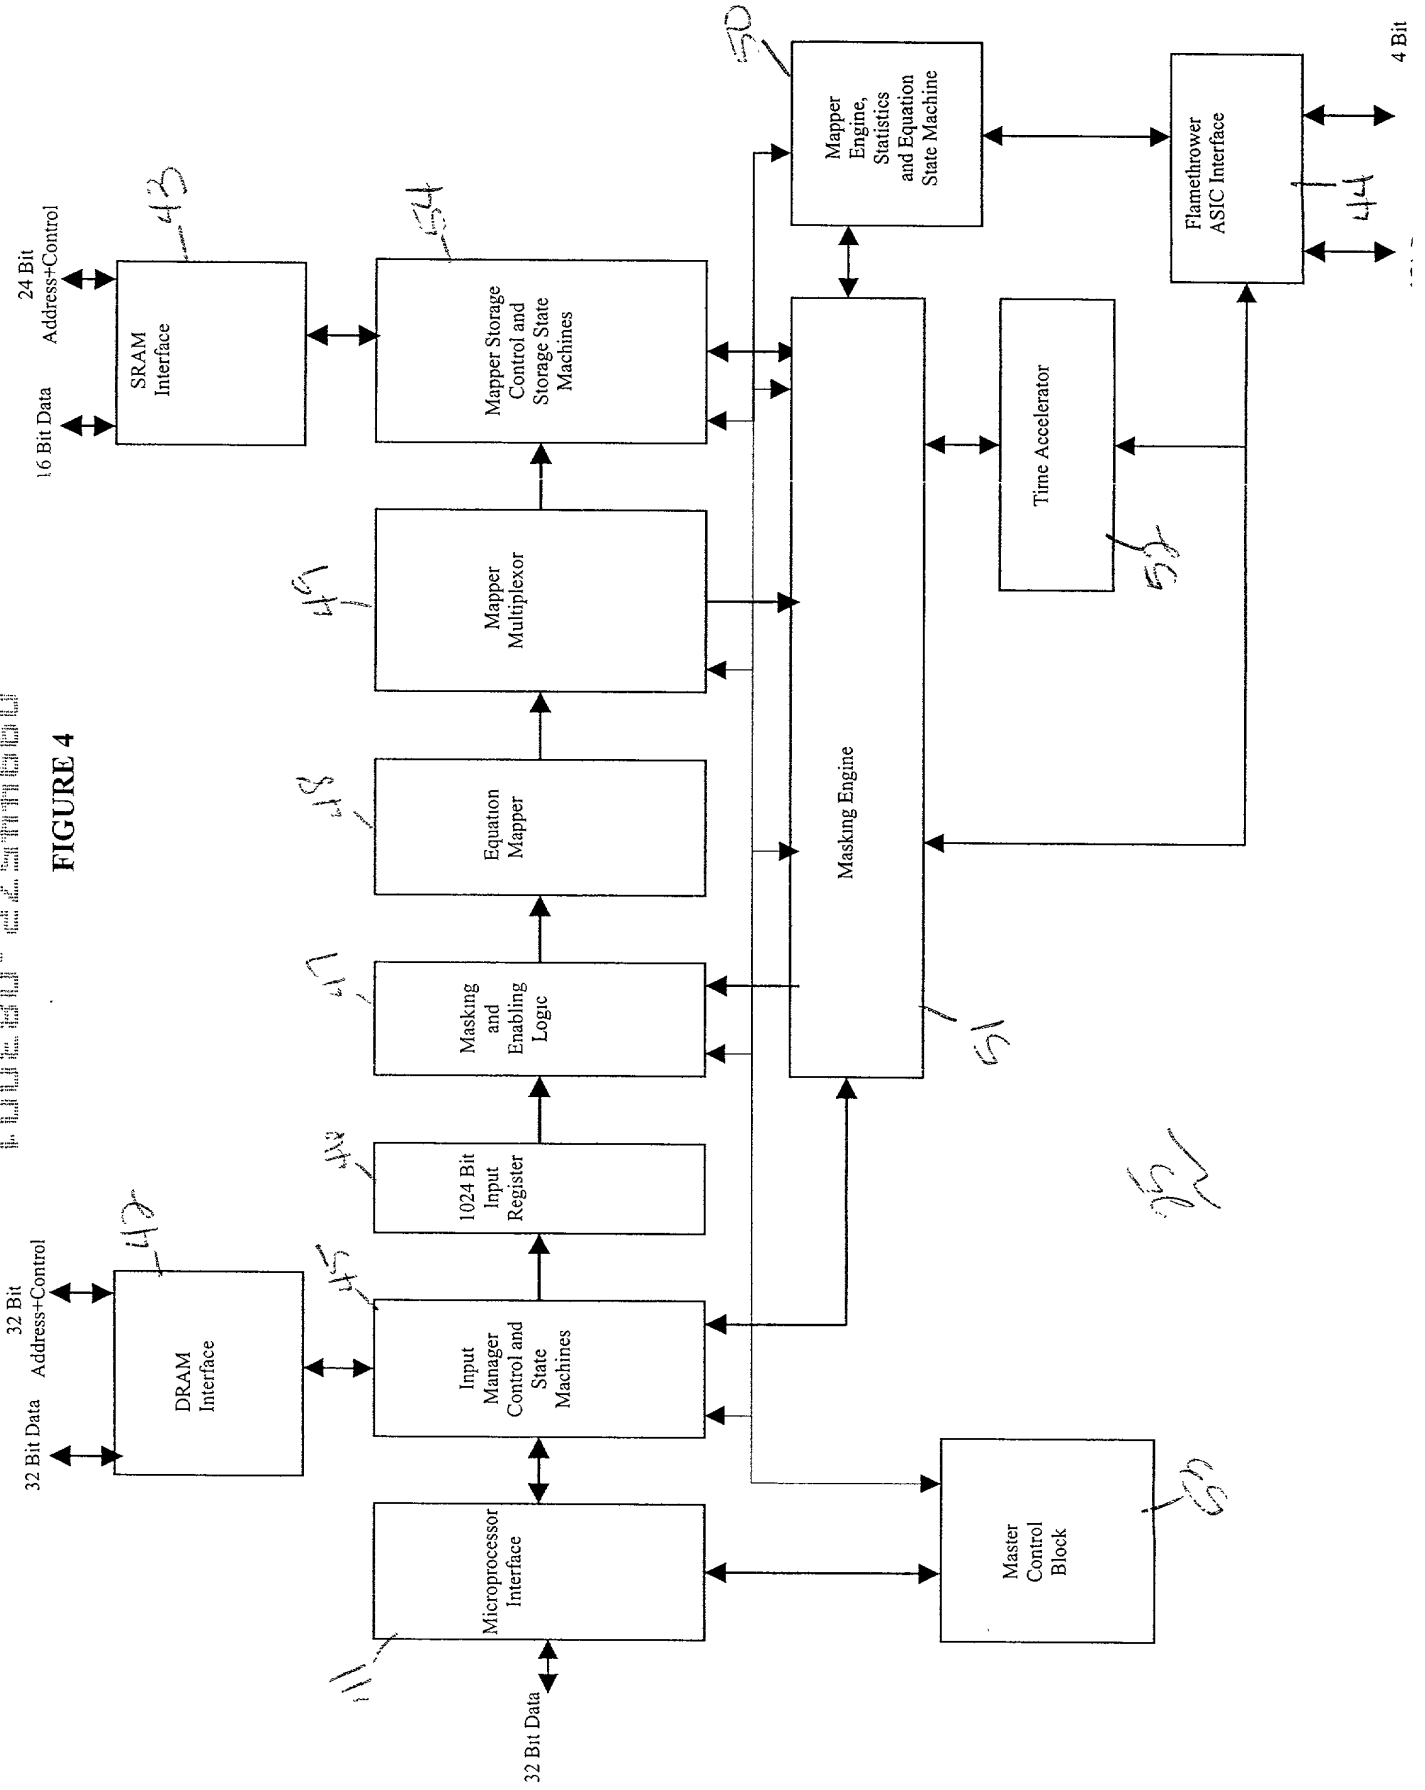 FIGURE 4
32 Bit Data
32 Bit
Address+Control
16 Bit Data
24 Bit
Address+Control
42
DRAM
Interface
43
SRAM
Interface
111
Microprocessor
Interface
32 Bit Data
45
Input
Manager
Control and
State
Machines
46
1024 Bit
Input
Register
47
Masking
and
Enabling
Logic
48
Equation
Mapper
49
Mapper
Multiplexor
54
Mapper Storage
Control and
Storage State
Machines
50
Mapper
Engine,
Statistics
and Equation
State Machine
Masking Engine
51
Time Accelerator
52
Flamethrower
ASIC Interface
44
4 Bit
Master
Control
Block
25